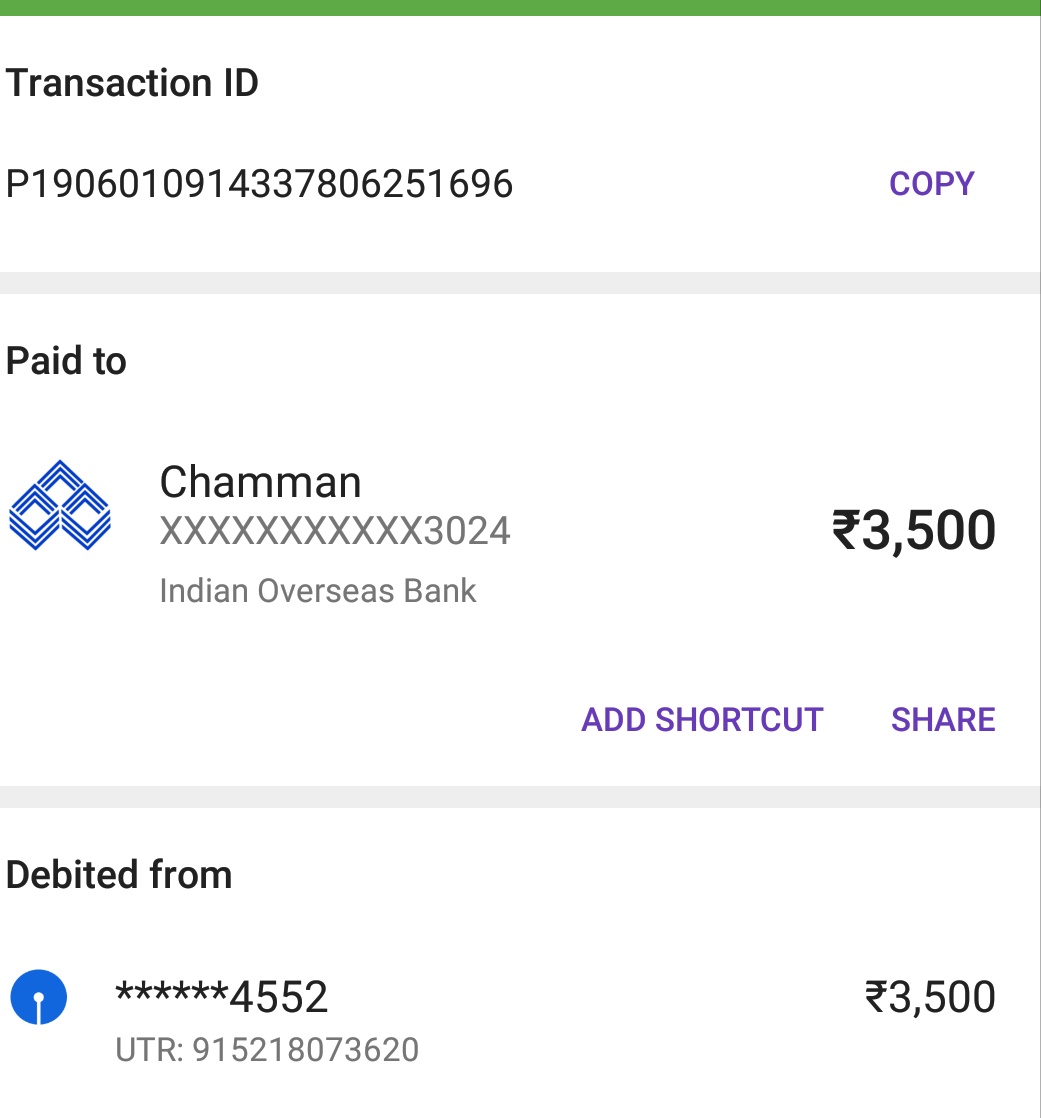 Transaction ID
P1906010914337806251696
COPY
Paid to
Chamman
XXXXXXXXXXX3024
₹3,500
Indian Overseas Bank
ADD SHORTCUT
SHARE
Debited from
******4552
₹3,500
UTR: 915218073620